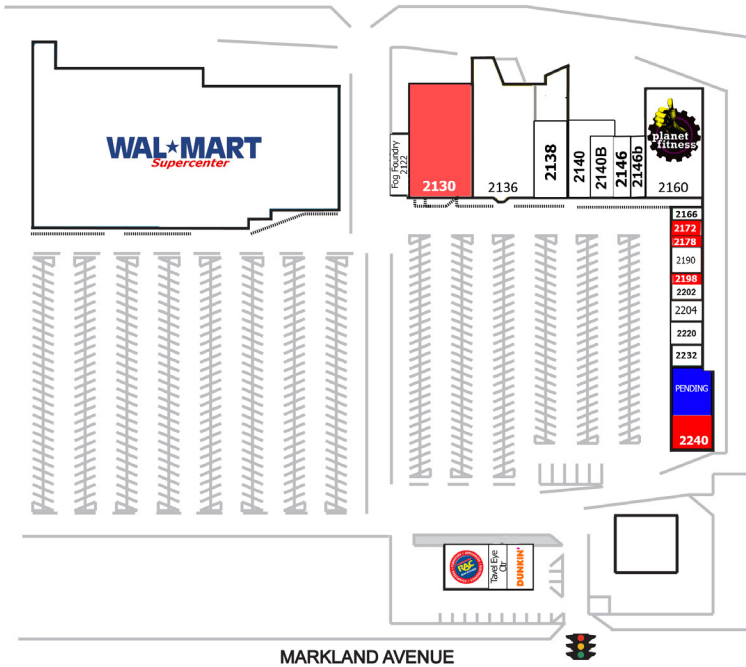 WAL★MART
Supercenter
Fog Foundry
2122
2130
2136
2138
2140
2140B
2146
2146b
planet
fitness
2160
2166
2172
2178
2190
2198
2202
2204
2220
2232
PENDING
2240
RAC
Tavel Eye
Ctr
DUNKIN'
MARKLAND AVENUE